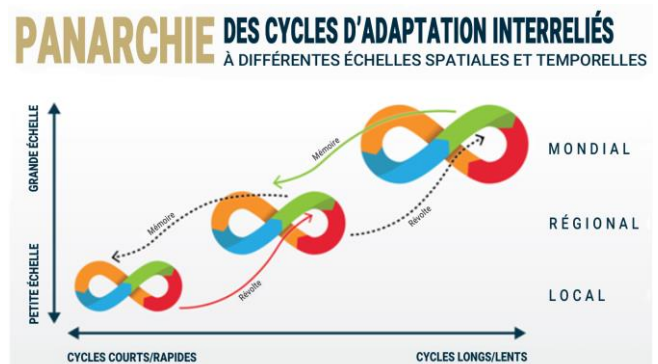 PANARCHIE DES CYCLES D'ADAPTATION INTERRELIÉS
À DIFFÉRENTES ÉCHELLES SPATIALES ET TEMPORELLES
GRANDE ÉCHELLE
PETITE ÉCHELLE
Mémoire
Mémoire
Révolte
Révolte
MONDIAL
RÉGIONAL
LOCAL
CYCLES COURTS/RAPIDES
CYCLES LONGS/LENTS